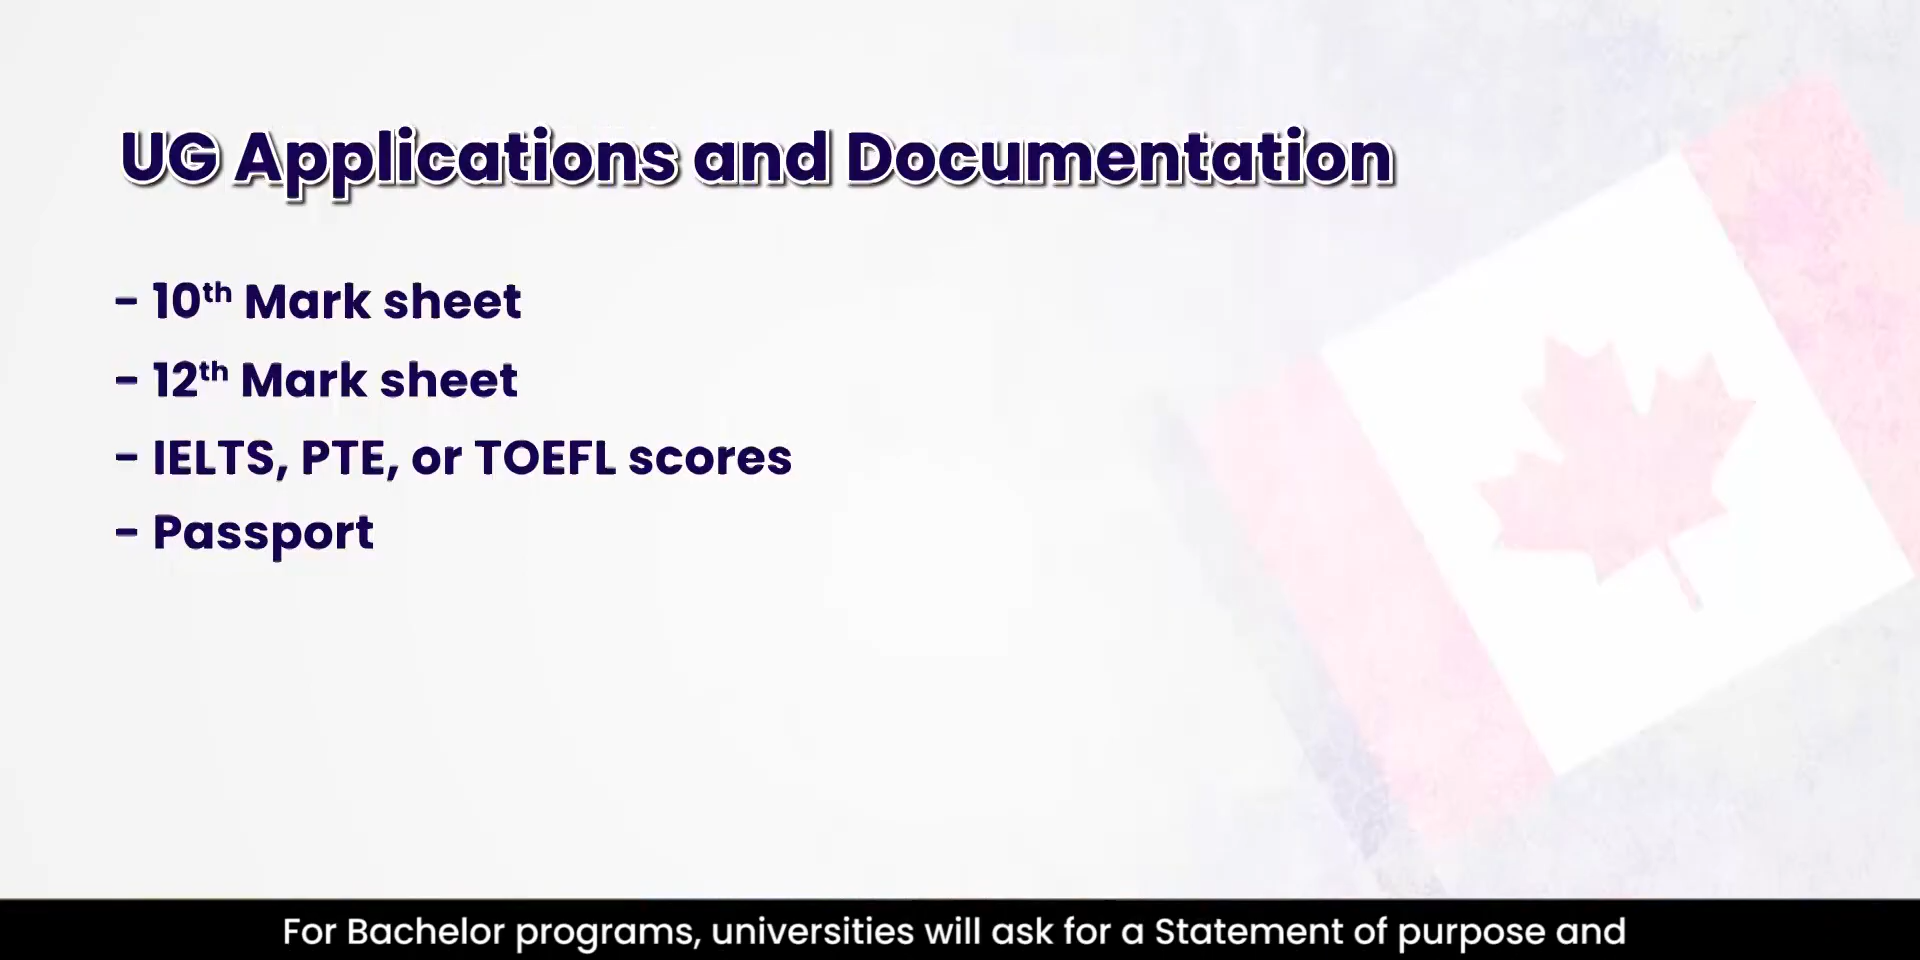 UG Applications and Documentation
- 10th Mark sheet
- 12th Mark sheet
- IELTS, PTE, or TOEFL scores
- Passport
For Bachelor programs, universities will ask for a Statement of purpose and